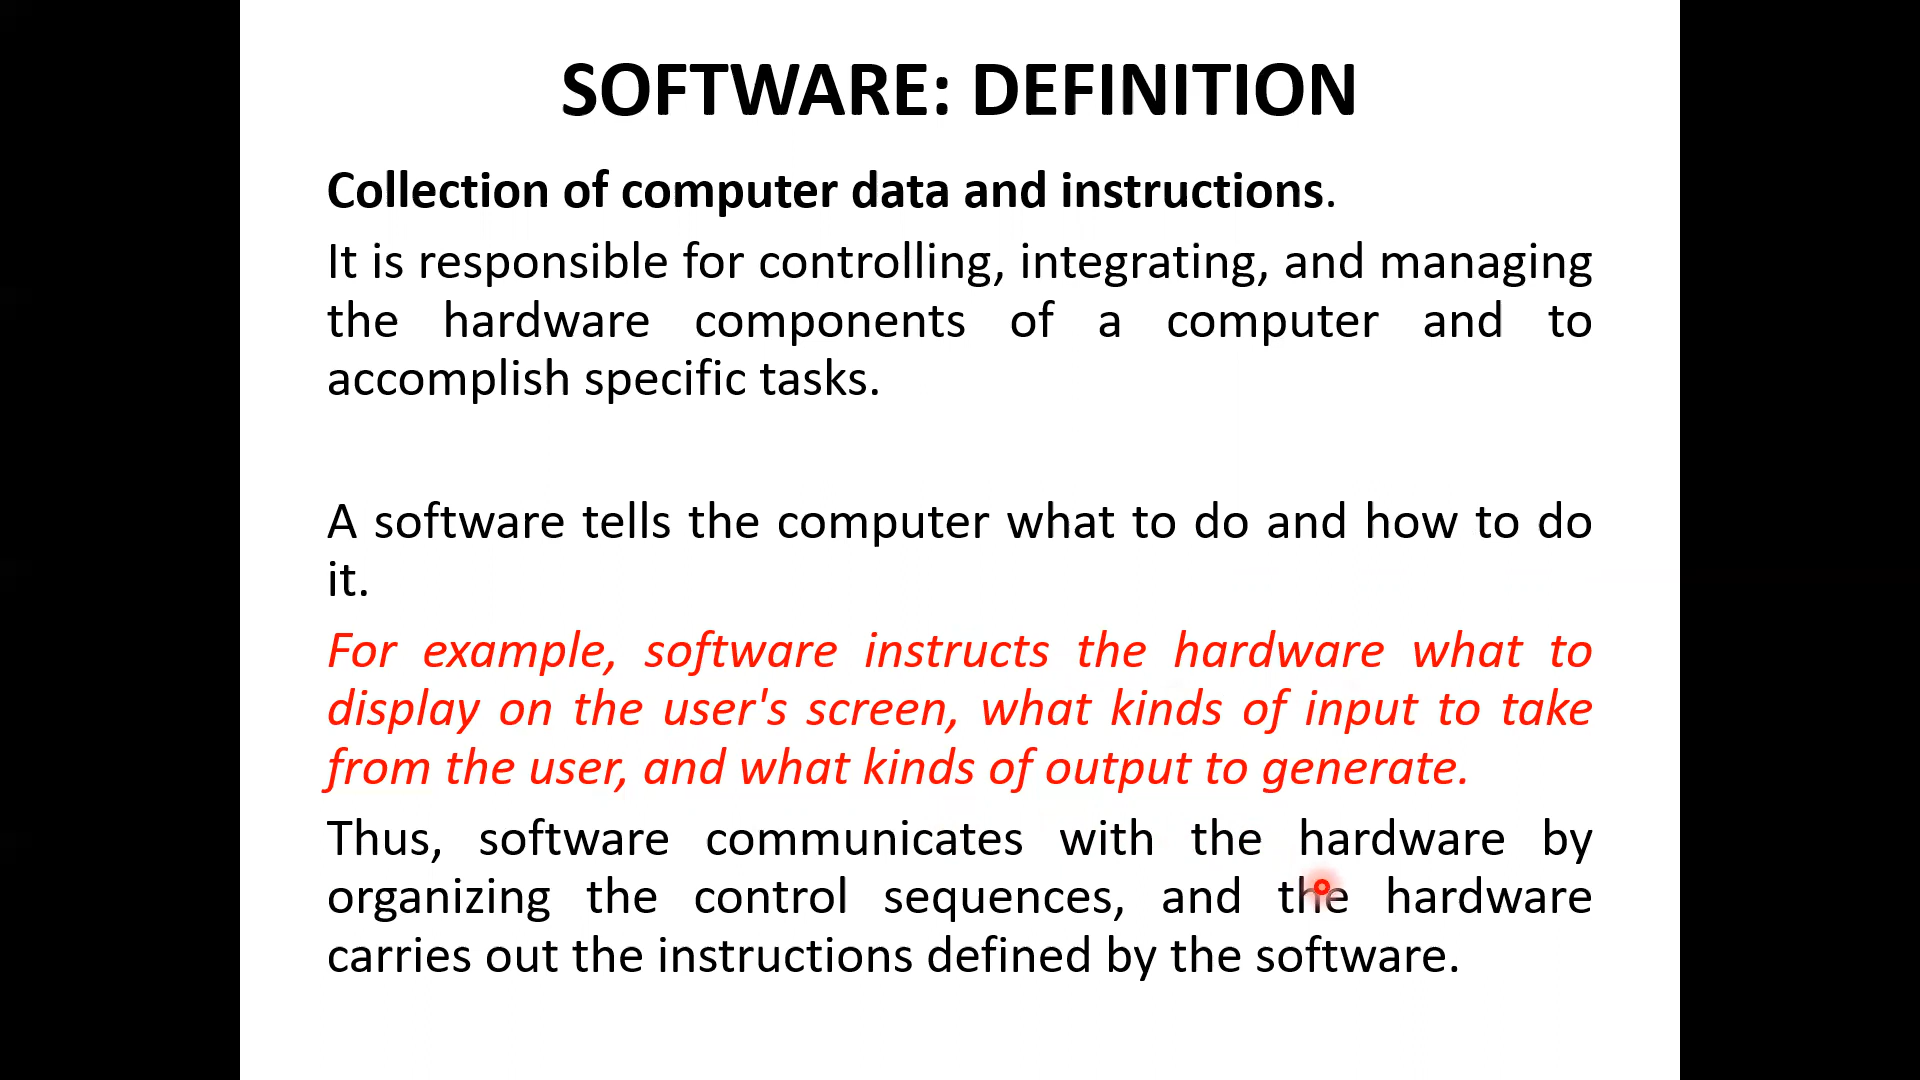 SOFTWARE: DEFINITION
Collection of computer data and instructions.
It is responsible for controlling, integrating, and managing
the hardware components of a computer and to
accomplish specific tasks.
A software tells the computer what to do and how to do
it.
For example, software instructs the hardware what to
display on the user's screen, what kinds of input to take
from the user, and what kinds of output to generate.
Thus, software communicates with the hardware by
organizing the control sequences, and the hardware
carries out the instructions defined by the software.